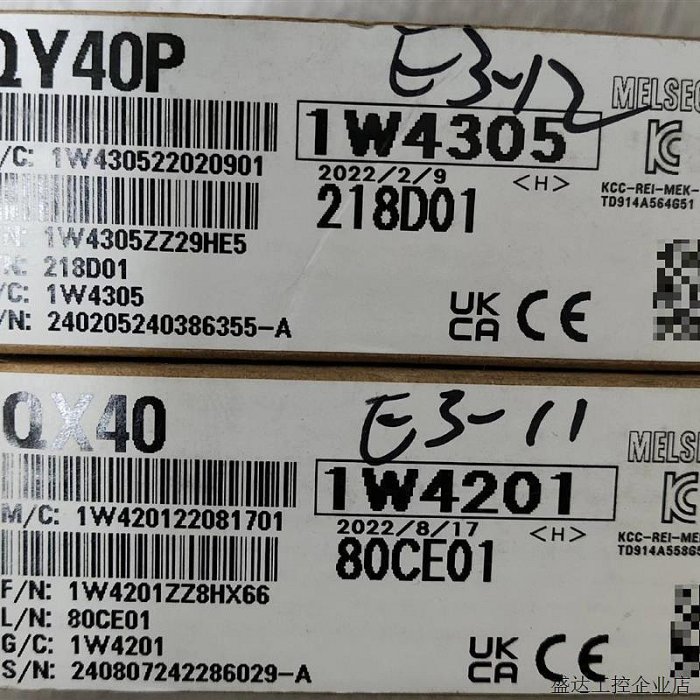 QY40P
E3-12
MELSEC
1W4305
/C: 1W430522020901
2022/2/9
<H>
KCC-REI-MEK-
TD914A564G51
218D01
N: 1W4305ZZ29HE5
N: 218D01
/C: 1W4305
/N: 240205240386355-A
UK
CA
CE
QX40
E3-11
MELSE
1W4201
M/C: 1W420122081701
2022/8/17
<H>
KCC-REI-MEK
TD914A558G5
80CE01
F/N: 1W4201ZZ8HX66
L/N: 80CE01
G/C: 1W4201
S/N: 240807242286029-A
UK
CA
CE
盛达工控企业店